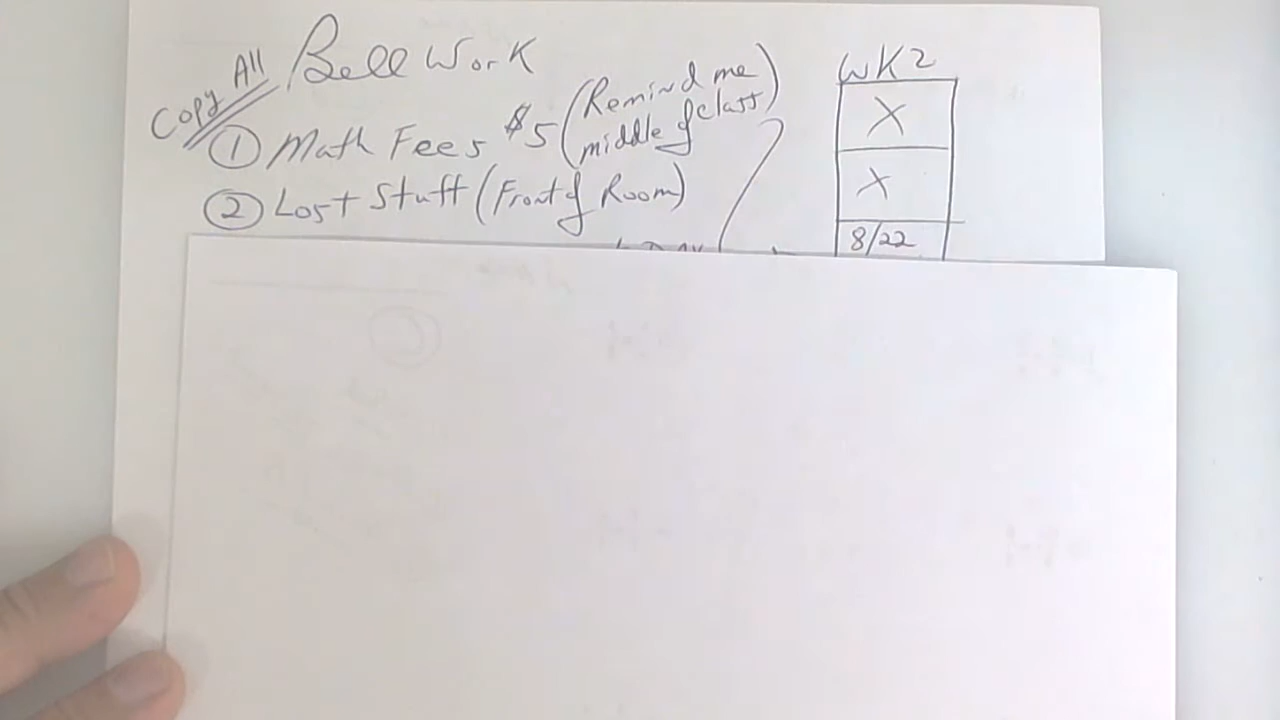 Copy All
Bell Work
① Math Fees $5 (Remind me middle of class)
② Lost Stuff (Front of Room)
WK2
X
X
8/22